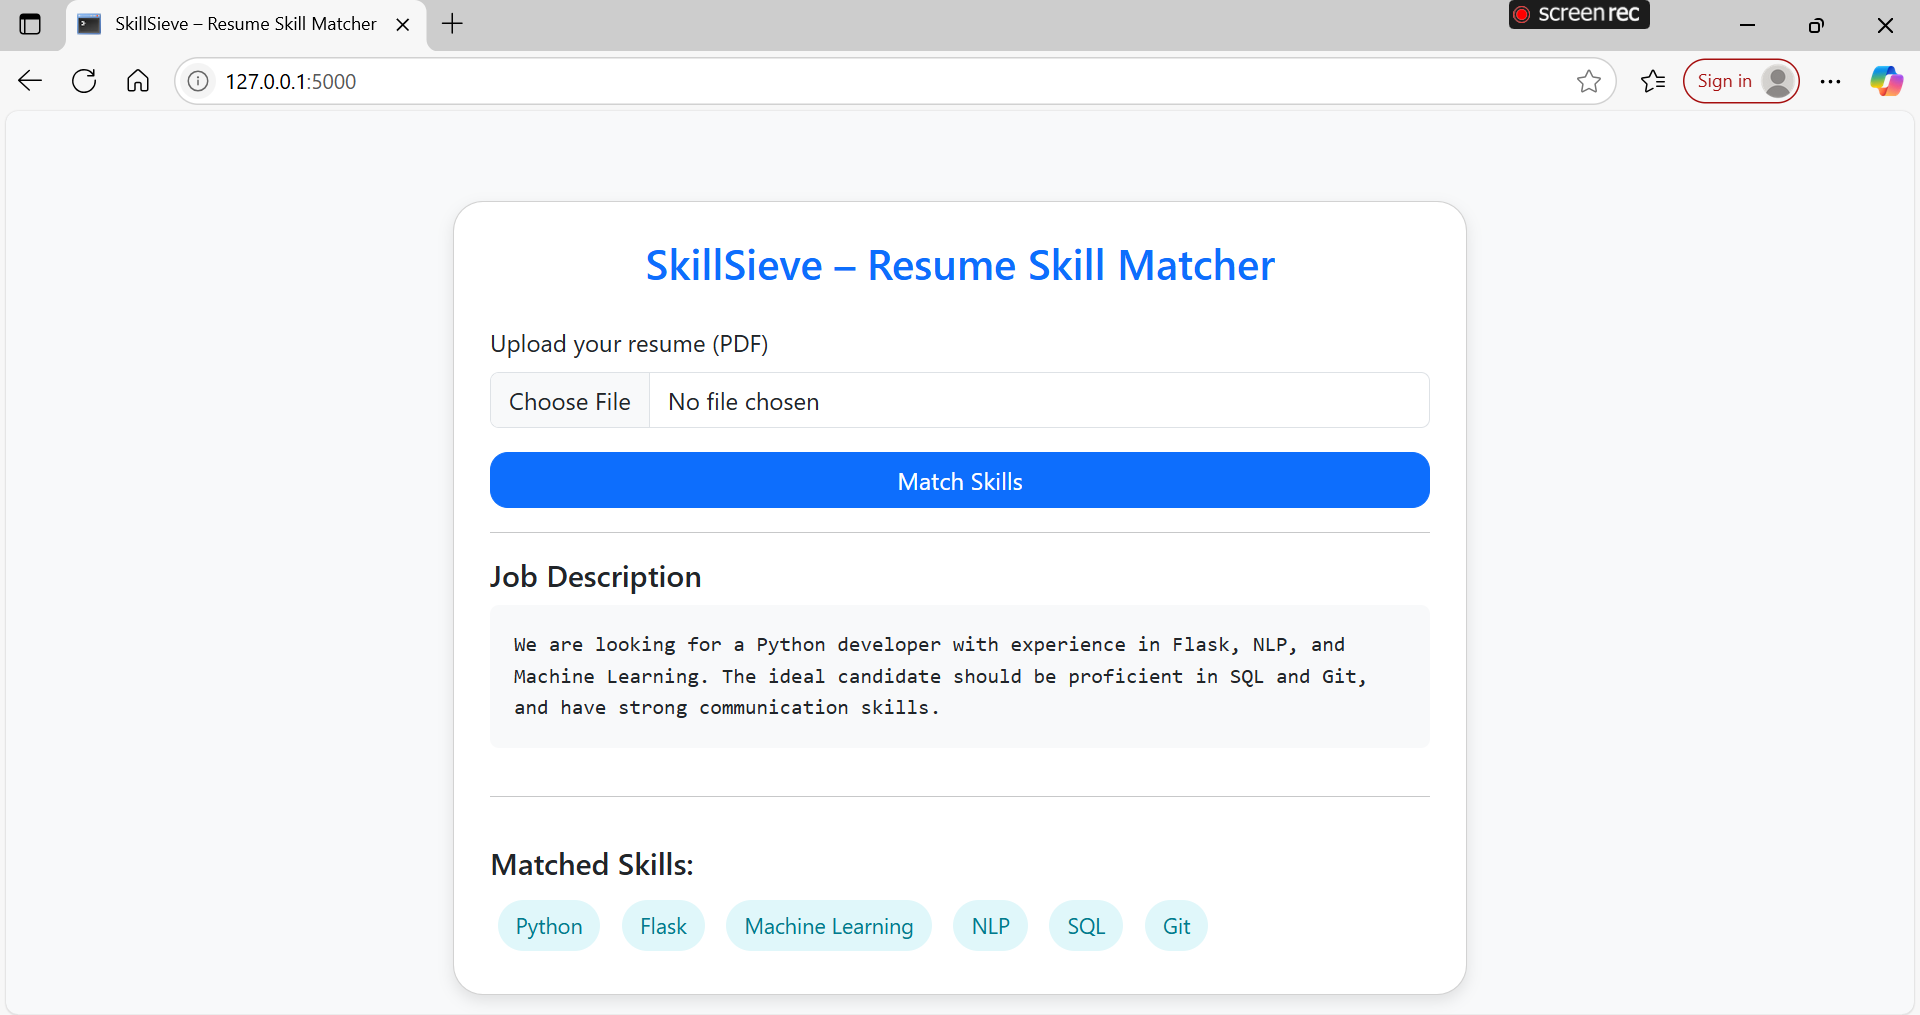 SkillSieve – Resume Skill Matcher
screenrec
127.0.0.1:5000
Sign in
SkillSieve – Resume Skill Matcher
Upload your resume (PDF)
Choose File No file chosen
Match Skills
Job Description
We are looking for a Python developer with experience in Flask, NLP, and
Machine Learning. The ideal candidate should be proficient in SQL and Git,
and have strong communication skills.
Matched Skills:
Python Flask Machine Learning NLP SQL Git